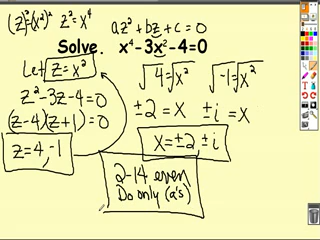 (z)²=(x²)² z²=x⁴
az²+bz+c=0
Solve. x⁴-3x²-4=0
Let z=x²
z²-3z-4=0
(z-4)(z+1)=0
z=4,-1
√4=√x² √-1=√x²
±2=x ±i=x
x=±2,±i
2-14 even
Do only (a's)